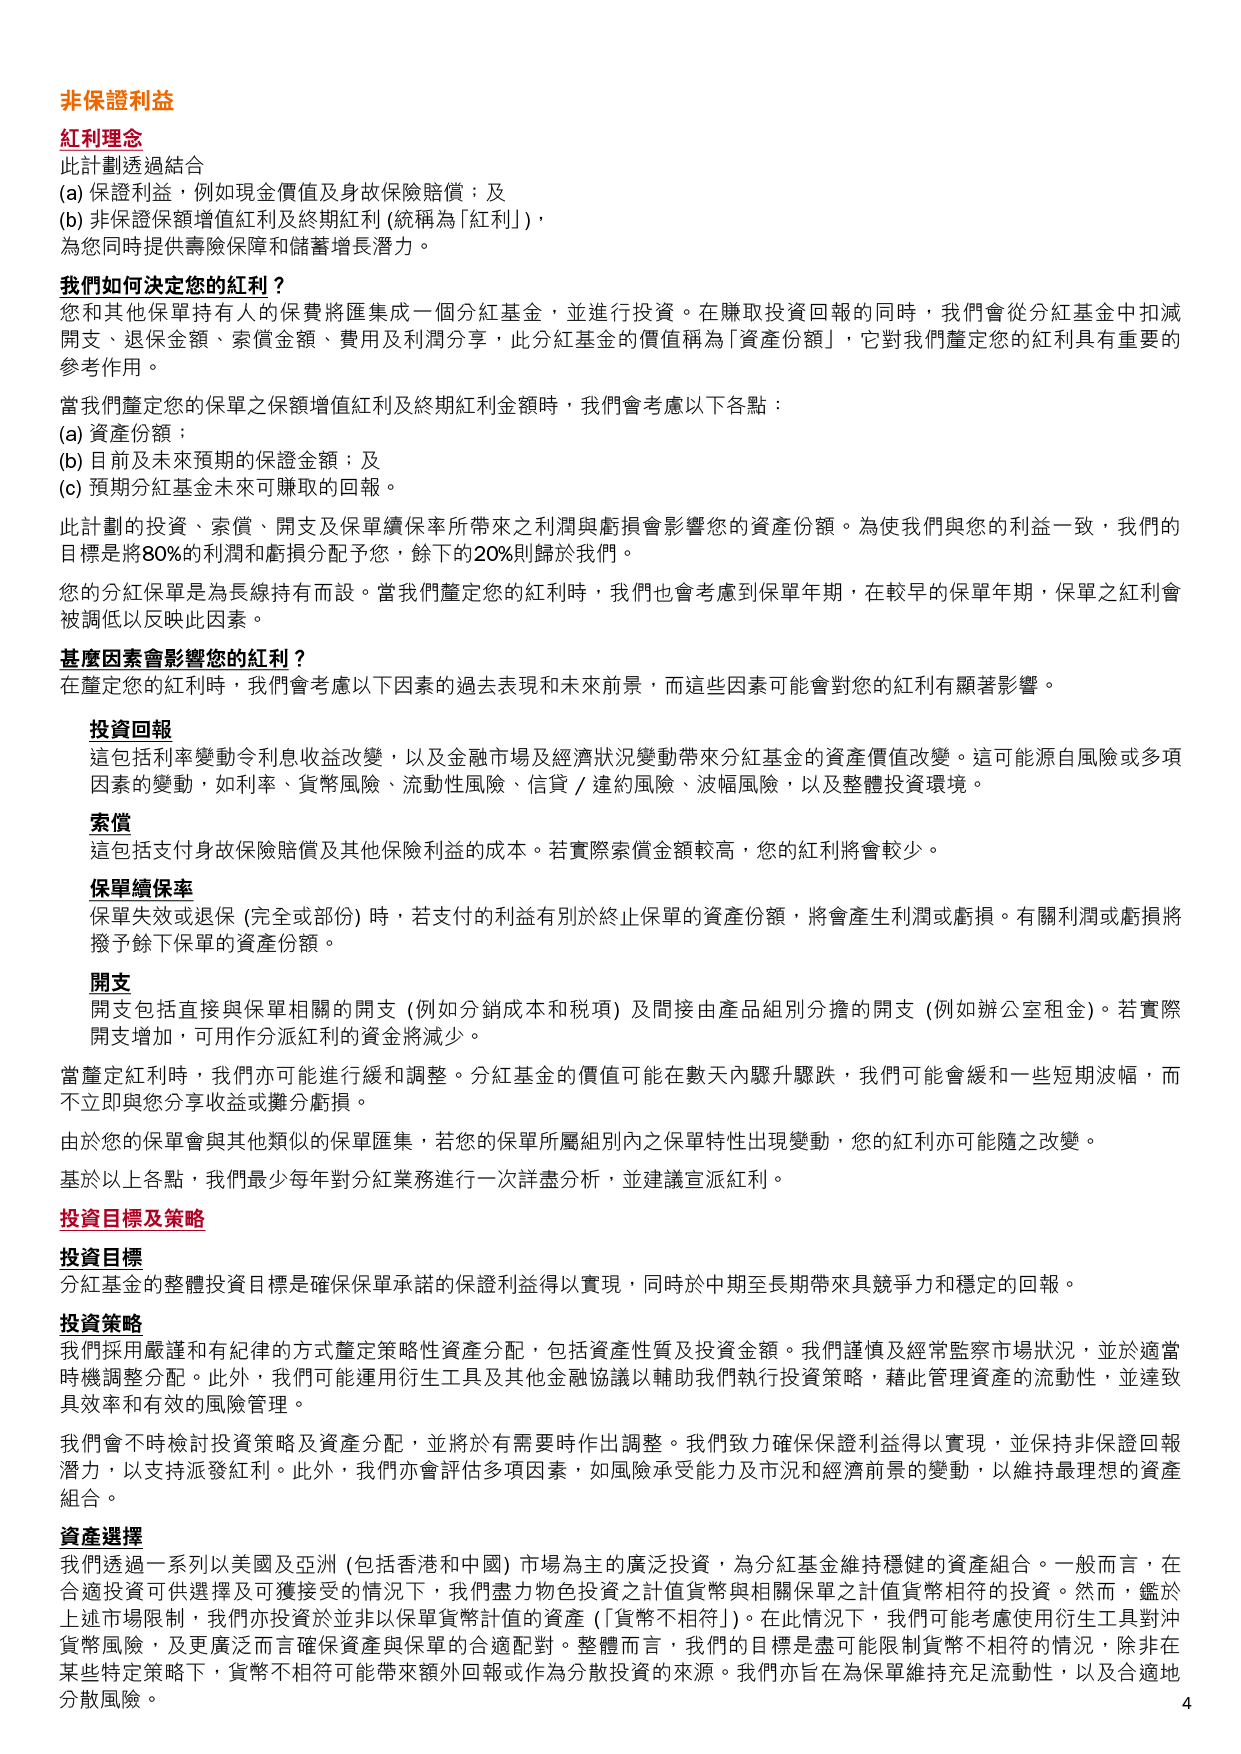 非保證利益
紅利理念
此計劃透過結合
(a) 保證利益，例如現金價值及身故保險賠償；及
(b) 非保證保額增值紅利及終期紅利 (統稱為「紅利」)，
為您同時提供壽險保障和儲蓄增長潛力。
我們如何決定您的紅利？
您和其他保單持有人的保費將匯集成一個分紅基金，並進行投資。在賺取投資回報的同時，我們會從分紅基金中扣減
開支、退保金額、索償金額、費用及利潤分享，此分紅基金的價值稱為「資產份額」，它對我們釐定您的紅利具有重要的
參考作用。
當我們釐定您的保單之保額增值紅利及終期紅利金額時，我們會考慮以下各點：
(a) 資產份額；
(b) 目前及未來預期的保證金額；及
(c) 預期分紅基金未來可賺取的回報。
此計劃的投資、索償、開支及保單續保率所帶來之利潤與虧損會影響您的資產份額。為使我們與您的利益一致，我們的
目標是將80%的利潤和虧損分配予您，餘下的20%則歸於我們。
您的分紅保單是為長線持有而設。當我們釐定您的紅利時，我們也會考慮到保單年期，在較早的保單年期，保單之紅利會
被調低以反映此因素。
甚麼因素會影響您的紅利？
在釐定您的紅利時，我們會考慮以下因素的過去表現和未來前景，而這些因素可能會對您的紅利有顯著影響。
投資回報
這包括利率變動令利息收益改變，以及金融市場及經濟狀況變動帶來分紅基金的資產價值改變。這可能源自風險或多項
因素的變動，如利率、貨幣風險、流動性風險、信貸 / 違約風險、波幅風險，以及整體投資環境。
索償
這包括支付身故保險賠償及其他保險利益的成本。若實際索償金額較高，您的紅利將會較少。
保單續保率
保單失效或退保 (完全或部份) 時，若支付的利益有別於終止保單的資產份額，將會產生利潤或虧損。有關利潤或虧損將
撥予餘下保單的資產份額。
開支
開支包括直接與保單相關的開支 (例如分銷成本和税項) 及間接由產品組別分擔的開支 (例如辦公室租金)。若實際
開支增加，可用作分派紅利的資金將減少。
當釐定紅利時，我們亦可能進行緩和調整。分紅基金的價值可能在數天內驟升驟跌，我們可能會緩和一些短期波幅，而
不立即與您分享收益或攤分虧損。
由於您的保單會與其他類似的保單匯集，若您的保單所屬組別內之保單特性出現變動，您的紅利亦可能隨之改變。
基於以上各點，我們最少每年對分紅業務進行一次詳盡分析，並建議宣派紅利。
投資目標及策略
投資目標
分紅基金的整體投資目標是確保保單承諾的保證利益得以實現，同時於中期至長期帶來具競爭力和穩定的回報。
投資策略
我們採用嚴謹和有紀律的方式釐定策略性資產分配，包括資產性質及投資金額。我們謹慎及經常監察市場狀況，並於適當
時機調整分配。此外，我們可能運用衍生工具及其他金融協議以輔助我們執行投資策略，藉此管理資產的流動性，並達致
具效率和有效的風險管理。
我們會不時檢討投資策略及資產分配，並將於有需要時作出調整。我們致力確保保證利益得以實現，並保持非保證回報
潛力，以支持派發紅利。此外，我們亦會評估多項因素，如風險承受能力及市況和經濟前景的變動，以維持最理想的資產
組合。
資產選擇
我們透過一系列以美國及亞洲 (包括香港和中國) 市場為主的廣泛投資，為分紅基金維持穩健的資產組合。一般而言，在
合適投資可供選擇及可獲接受的情況下，我們盡力物色投資之計值貨幣與相關保單之計值貨幣相符的投資。然而，鑑於
上述市場限制，我們亦投資於並非以保單貨幣計值的資產 (「貨幣不相符」)。在此情況下，我們可能考慮使用衍生工具對沖
貨幣風險，及更廣泛而言確保資產與保單的合適配對。整體而言，我們的目標是盡可能限制貨幣不相符的情況，除非在
某些特定策略下，貨幣不相符可能帶來額外回報或作為分散投資的來源。我們亦旨在為保單維持充足流動性，以及合適地
分散風險。
4